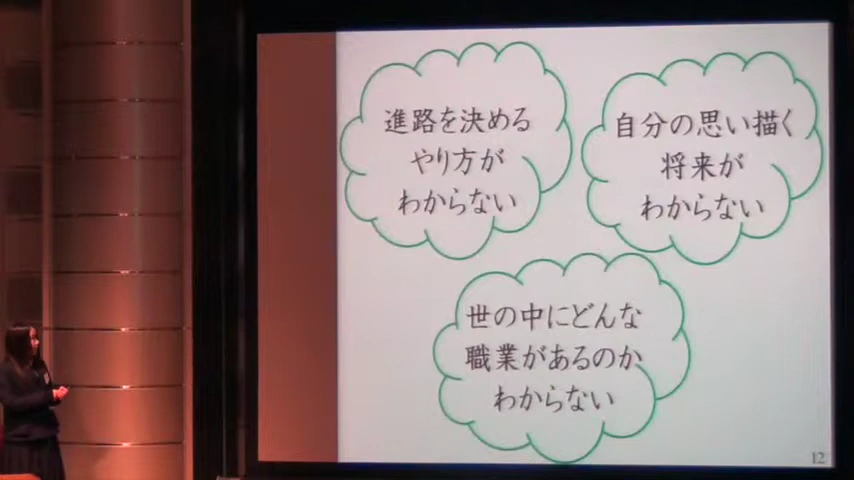 進路を決める
やり方が
わからない
自分の思い描く
将来が
わからない
世の中にどんな
職業があるのか
わからない
12